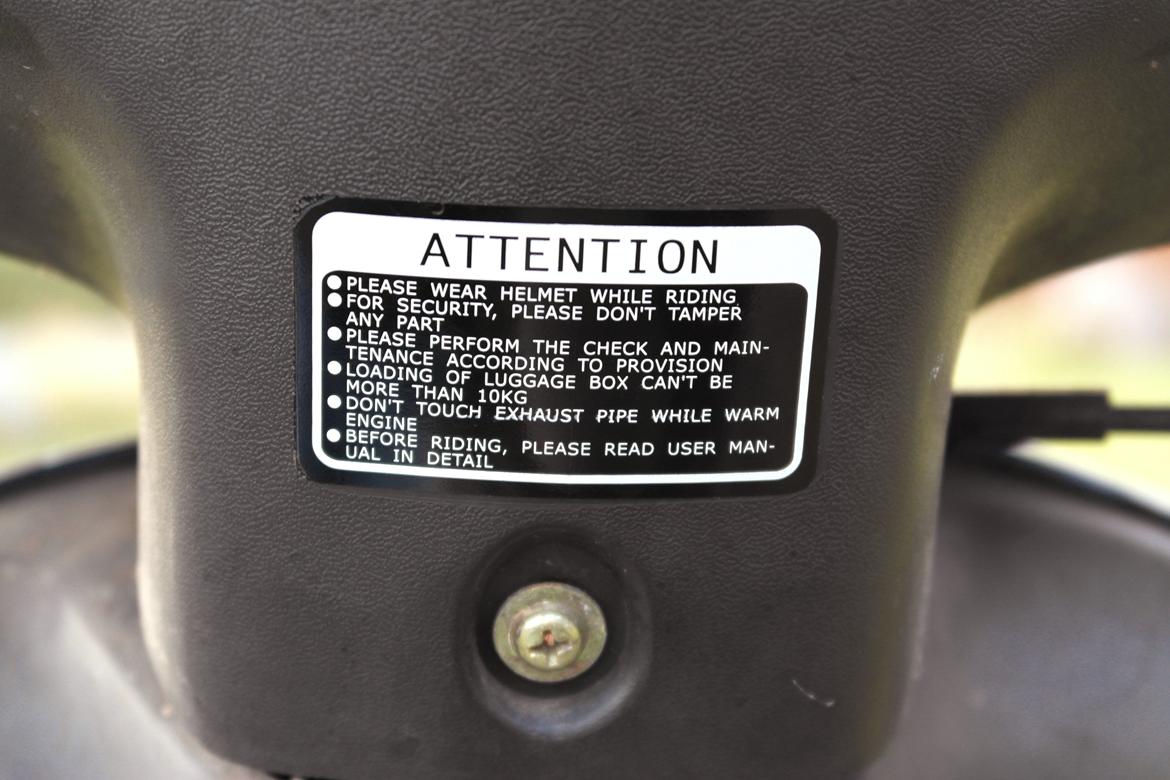 ATTENTION
● PLEASE WEAR HELMET WHILE RIDING
● FOR SECURITY, PLEASE DON'T TAMPER
ANY PART
● PLEASE PERFORM THE CHECK AND MAIN-
TENANCE ACCORDING TO PROVISION
● LOADING OF LUGGAGE BOX CAN'T BE
MORE THAN 10KG
● DON'T TOUCH EXHAUST PIPE WHILE WARM
ENGINE
● BEFORE RIDING, PLEASE READ USER MAN-
UAL IN DETAIL